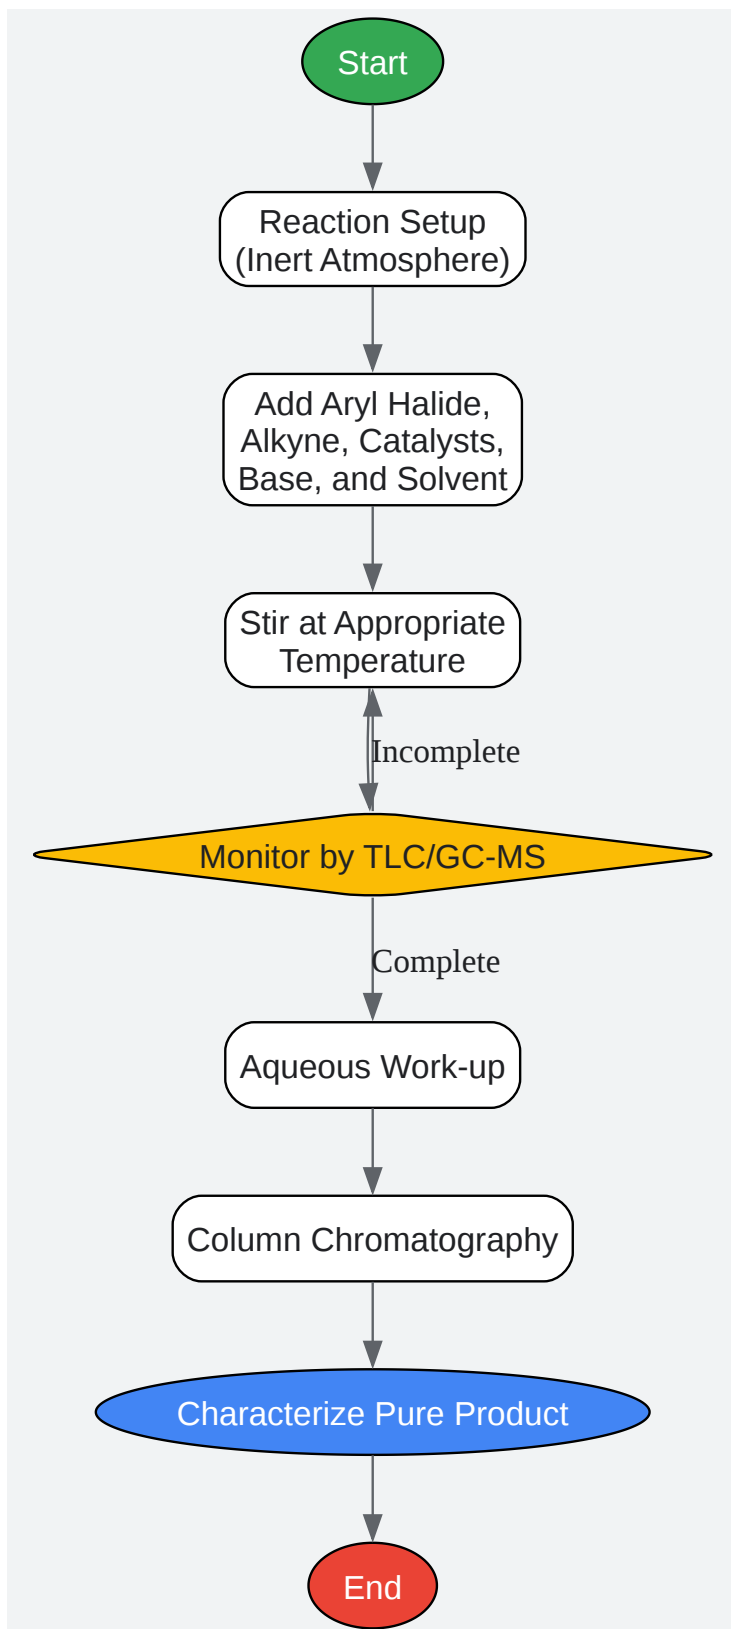 Start
Reaction Setup
(Inert Atmosphere)
Add Aryl Halide,
Alkyne, Catalysts,
Base, and Solvent
Stir at Appropriate
Temperature
Incomplete
Monitor by TLC/GC-MS
Complete
Aqueous Work-up
Column Chromatography
Characterize Pure Product
End